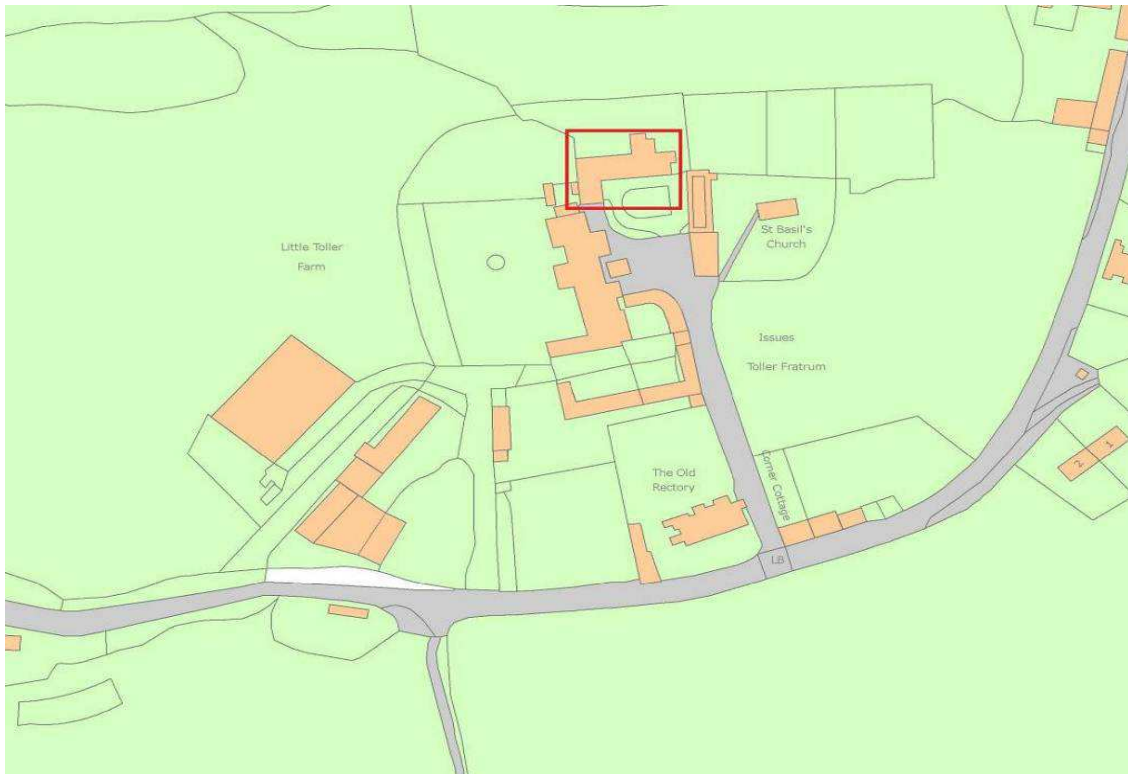 St Basil's
Church
Little Toller
Farm
Issues
Toller Fratrum
The Old
Rectory
Corner Cottage
1
2
LB